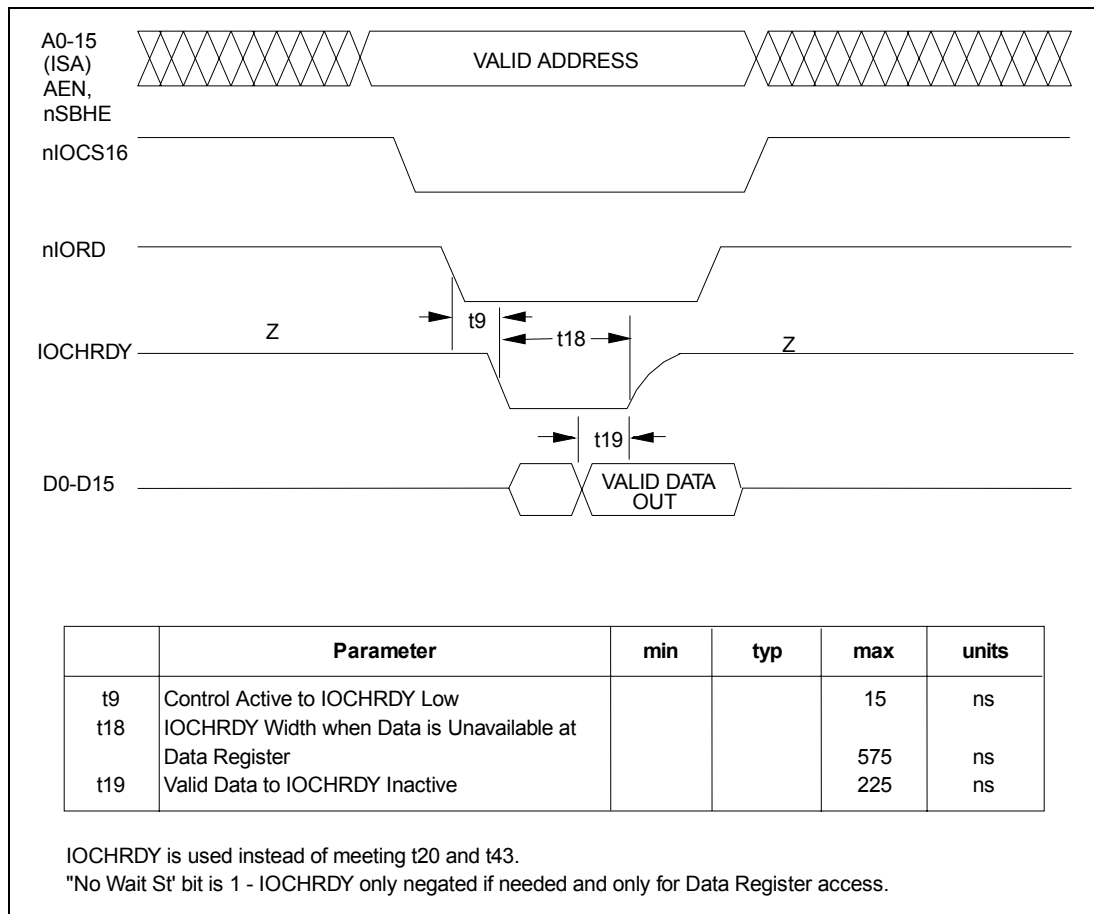 A0-15
(ISA)
AEN,
nSBHE
VALID ADDRESS
nIOCS16
nIORD
t9
Z
t18
Z
IOCHRDY
t19
D0-D15
VALID DATA
OUT
Parameter min typ max units
t9 Control Active to IOCHRDY Low 15 ns
t18 IOCHRDY Width when Data is Unavailable at
Data Register 575 ns
t19 Valid Data to IOCHRDY Inactive 225 ns
IOCHRDY is used instead of meeting t20 and t43.
"No Wait St' bit is 1 - IOCHRDY only negated if needed and only for Data Register access.